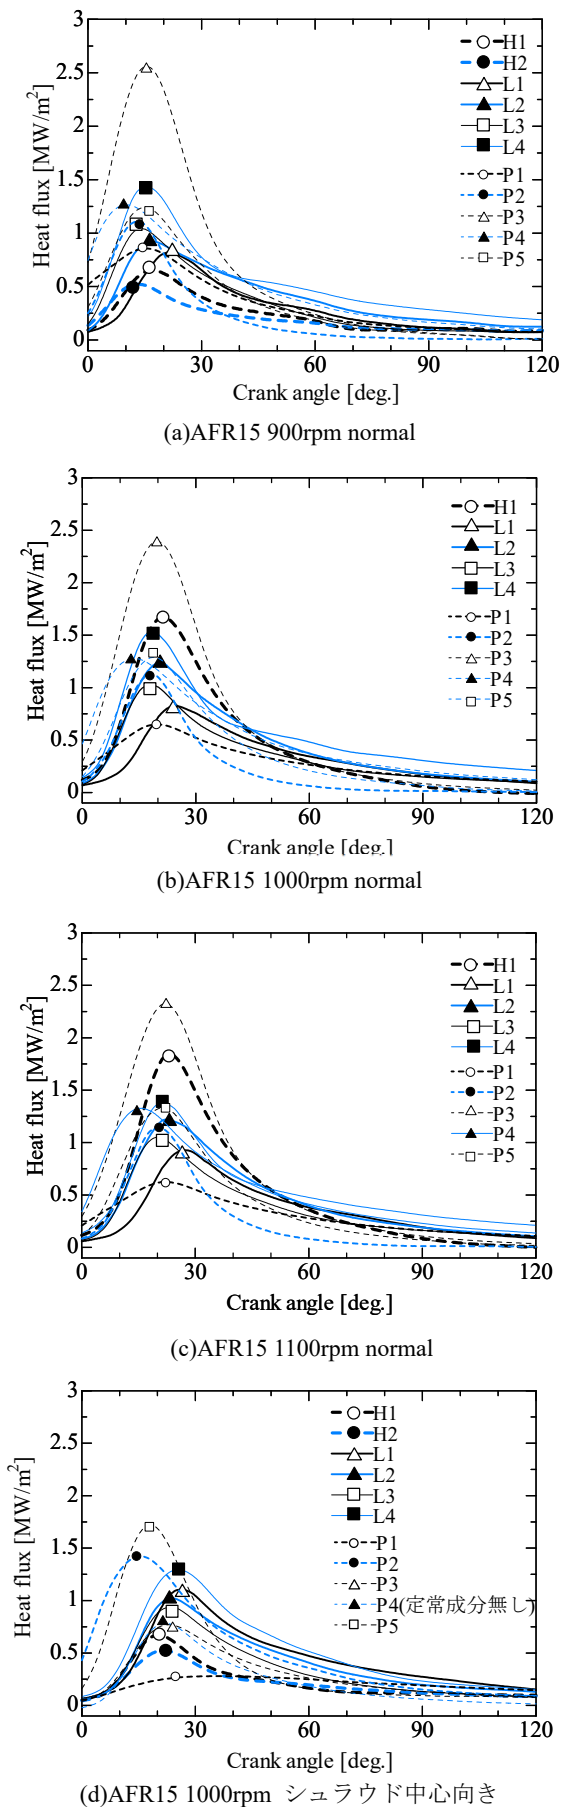 3
2.5
2
1.5
1
0.5
0
Heat flux [MW/m2]
H1
H2
L1
L2
L3
L4
P1
P2
P3
P4
P5
0 30 60 90 120
Crank angle [deg.]
(a)AFR15 900rpm normal
3
2.5
2
1.5
1
0.5
0
Heat flux [MW/m2]
H1
L1
L2
L3
L4
P1
P2
P3
P4
P5
0 30 60 90 120
Crank angle [deg.]
(b)AFR15 1000rpm normal
3
2.5
2
1.5
1
0.5
0
Heat flux [MW/m2]
H1
L1
L2
L3
L4
P1
P2
P3
P4
P5
0 30 60 90 120
Crank angle [deg.]
(c)AFR15 1100rpm normal
3
2.5
2
1.5
1
0.5
0
Heat flux [MW/m2]
H1
H2
L1
L2
L3
L4
P1
P2
P3
P4(定常成分無し)
P5
0 30 60 90 120
Crank angle [deg.]
(d)AFR15 1000rpm シュラウド中心向き